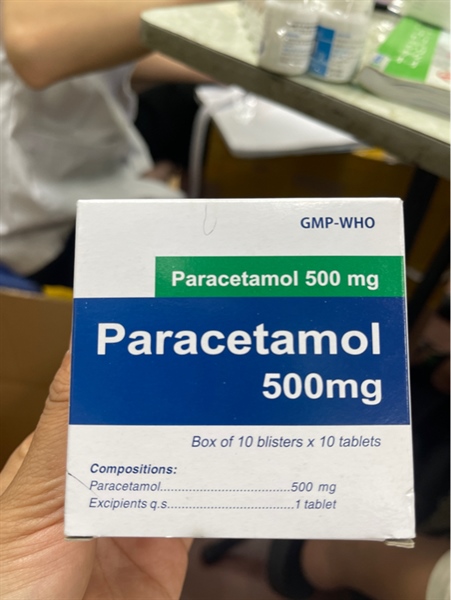 GMP-WHO
Paracetamol 500 mg
Paracetamol
500mg
Box of 10 blisters x 10 tablets
Compositions:
Paracetamol................................................500 mg
Excipients q.s..............................................1 tablet